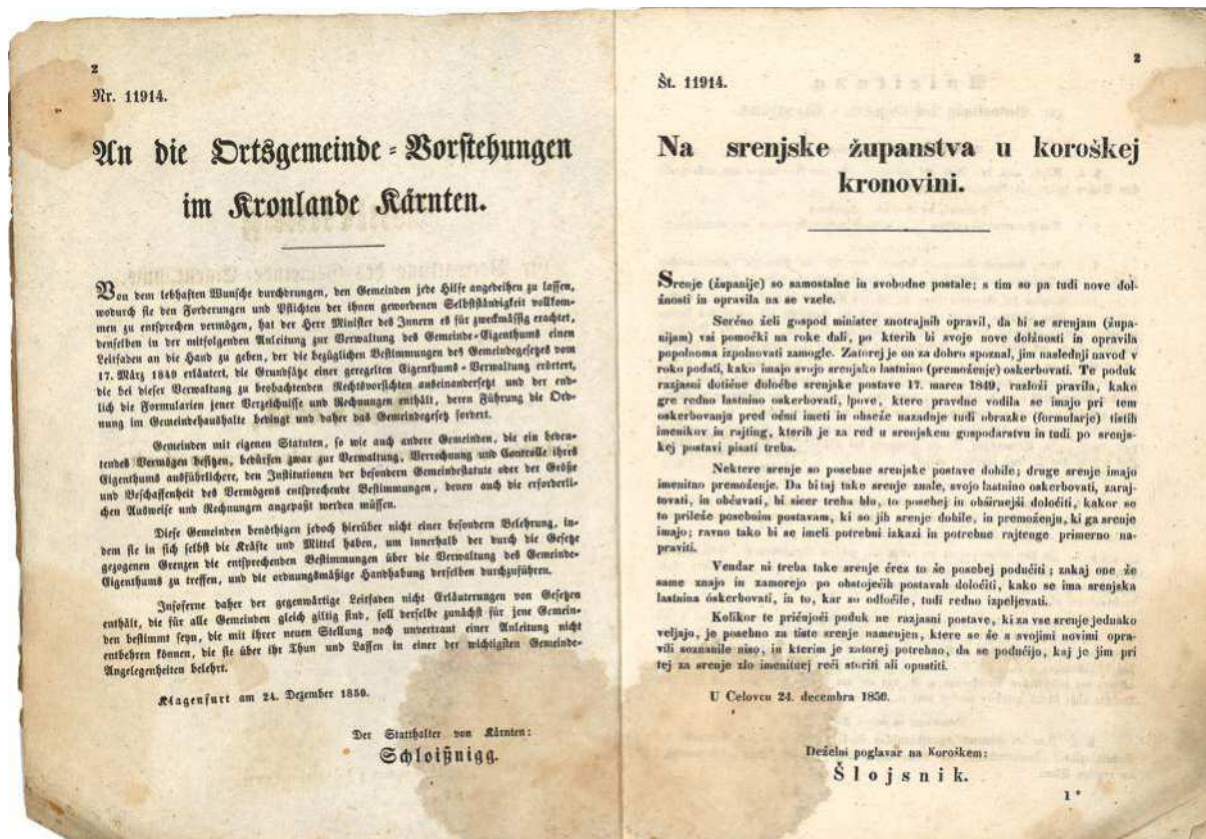 2
Nr. 11914.
An die Ortsgemeinde-Vorstehungen
im Kronlande Kärnten.
Von dem lebhaften Wunsche durchdrungen, den Gemeinden jede Hilfe angedeihen zu lassen,
wodurch sie den Forderungen und Pflichten der ihnen gewordenen Selbstständigkeit vollkom-
men zu entsprechen vermögen, hat der Herr Minister des Innern es für zweckmässig erachtet,
denselben in der mitfolgenden Anleitung zur Verwaltung des Gemeinde-Eigenthums einen
Leitfaden an die Hand zu geben, der die bezüglichen Bestimmungen des Gemeindegesetzes vom
17. März 1849 erläutert, die Grundsätze einer geregelten Eigenthums-Verwaltung erörtert,
die bei dieser Verwaltung zu beobachtenden Rechtsvorsichten auseinandersetzt und der end-
lich die Formularien jener Verzeichnisse und Rechnungen enthält, deren Führung die Ord-
nung im Gemeindehaushalte bedingt und daher das Gemeindegesetz fordert.
Gemeinden mit eigenen Statuten, so wie auch andere Gemeinden, die ein bedeu-
tendes Vermögen besitzen, bedürfen zwar zur Verwaltung, Verrechnung und Controlle ihres
Eigenthums ausführlichere, den Institutionen der besondern Gemeindestatute oder der Größe
und Beschaffenheit des Vermögens entsprechende Bestimmungen, denen auch die erforderli-
chen Ausweise und Rechnungen angepaßt werden müssen.
Diese Gemeinden benöthigen jedoch hierüber nicht einer besondern Belehrung, in-
dem sie in sich selbst die Kräfte und Mittel haben, um innerhalb der durch die Gesetze
gezogenen Grenzen die entsprechenden Bestimmungen über die Verwaltung des Gemeinde-
Eigenthums zu treffen, und die ordnungsmäßige Handhabung derselben durchzuführen.
Insoferne daher der gegenwärtige Leitfaden nicht Erläuterungen von Gesetzen
enthält, die für alle Gemeinden gleich giltig sind, soll derselbe zunächst für jene Gemein-
den bestimmt seyn, die mit ihrer neuen Stellung noch unvertraut einer Anleitung nicht
entbehren können, die sie über ihr Thun und Lassen in einer der wichtigsten Gemeinde-
Angelegenheiten belehrt.
Klagenfurt am 24. Dezember 1850.
Der Statthalter von Kärnten:
Schloißnigg.
2
Št. 11914.
Na srenjske županstva u koroškej
kronovini.
Srenje (županije) so samostalne in svobodne postale; s tim so pa tudi nove dol-
žnosti in opravila na se vzele.
Serčno želi gospod minister znotrajnih opravil, da bi se srenjam (župa-
nijam) vsi pomočki na roke dali, po kterih bi svoje nove dolžnosti in opravila
popolnoma izpolnovati zamogle. Zatorej je on za dobro spoznal, jim naslednji navod v
roko podati, kako imajo svojo srenjsko lastnino (premoženje) oskerbovati. Te poduk
razjasni dotične določbe srenjske postave 17. marca 1849, razloži pravila, kako
gre redno lastnino oskerbovati, pove, ktere pravdne vodila se imajo pri tem
oskerbovanju pred očmi imeti in obseže nazadnje tudi obrazke (formularje) tistih
imenikov in rajting, kterih je za red u srenjskem gospodarstvu in tudi po srenjs-
kej postavi pisati treba.
Nektere srenje so posebne srenjske postave dobile; druge srenje imajo
imenitno premoženje. Da bi taj take srenje znale, svojo lastnino oskerbovati, zaraj-
tovati, in občuvati, bi sicer treba blo, to posebej in obširnejši določiti, kakor se
to prileže posebnim postavam, ki so jih srenje dobile, in premoženju, ki ga srenje
imajo; ravno tako bi se imeli potrebni izkazi in potrebne rajtenge primerno na-
praviti.
Vendar ni treba take srenje črez to še posebej podučiti; zakaj one že
same znajo in zamorejo po obstoječih postavah določiti, kako se ima srenjska
lastnina oskerbovati, in to, kar so odločile, tudi redno izpeljevati.
Kolikor te pričujoči poduk ne razjasni postave, ki za vse srenje jednako
veljajo, je posebno za tiste srenje namenjen, ktere so še s svojimi novimi opra-
vili soznanile niso, in kterim je zatorej potrebno, da se podučijo, kaj je jim pri
tej za srenje zlo imenitnej reči storiti ali opustiti.
U Celovcu 24. decembra 1850.
Deželni poglavar na Koroškem:
Šlojsnik.
1*